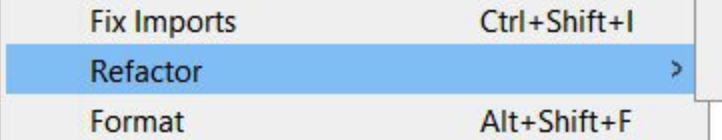 Fix Imports Ctrl+Shift+I
Refactor >
Format Alt+Shift+F